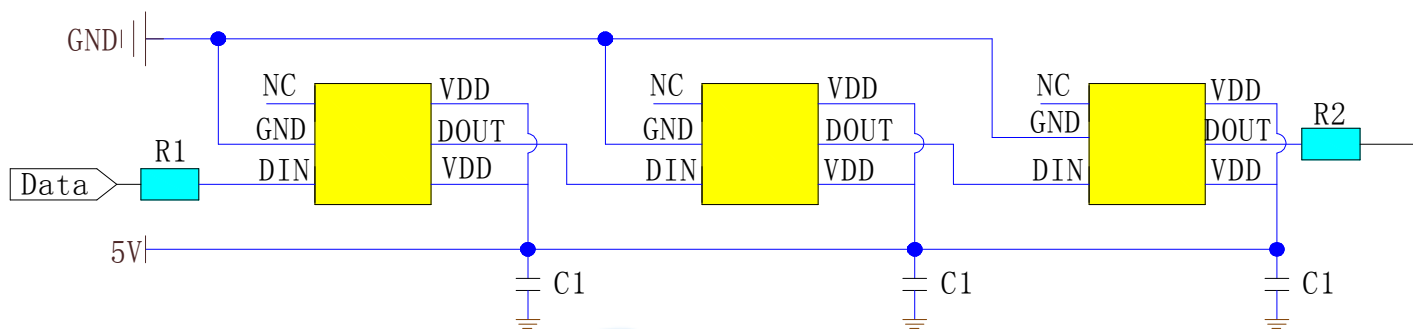 GND
NC VDD NC VDD NC VDD
R2
GND DOUT GND DOUT GND DOUT
R1
Data DIN VDD DIN VDD DIN VDD
5V
C1 C1 C1